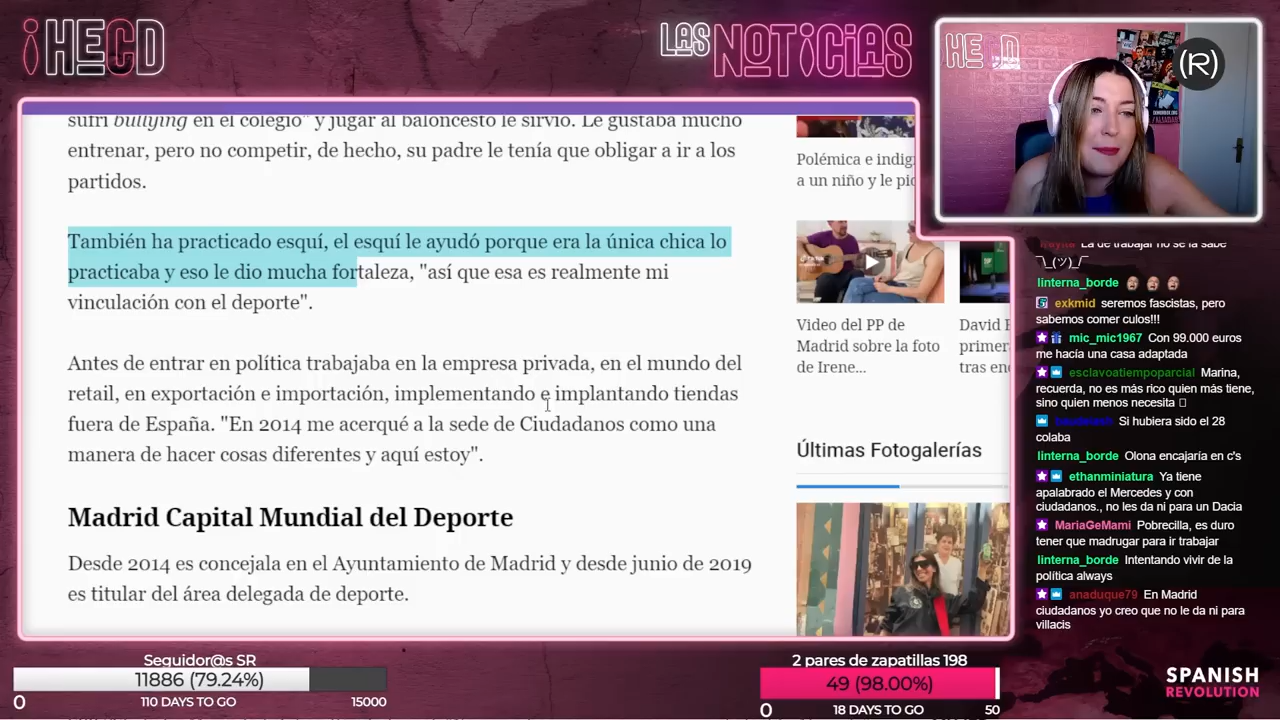 ¡HECD
LAS NOTICIAS
HE
(R)
sufrí bullying en el colegio" y jugar al baloncesto le sirvió. Le gustaba mucho
entrenar, pero no competir, de hecho, su padre le tenía que obligar a ir a los
partidos.
También ha practicado esquí, el esquí le ayudó porque era la única chica lo
practicaba y eso le dio mucha fortaleza, "así que esa es realmente mi
vinculación con el deporte".
Antes de entrar en política trabajaba en la empresa privada, en el mundo del
retail, en exportación e importación, implementando e implantando tiendas
fuera de España. "En 2014 me acerqué a la sede de Ciudadanos como una
manera de hacer cosas diferentes y aquí estoy".
Madrid Capital Mundial del Deporte
Desde 2014 es concejala en el Ayuntamiento de Madrid y desde junio de 2019
es titular del área delegada de deporte.
Polémica e indig
a un niño y le pi
Video del PP de
Madrid sobre la foto
de Irene...
David
primer
tras en
Últimas Fotogalerías
La de trabajar no se la sabe
¯\_(ツ)_/¯
linterna_borde
exkmid seremos fascistas, pero
sabemos comer culos!!!
mic_mic1967 Con 99.000 euros
me hacía una casa adaptada
esclavoatiempoparcial Marina,
recuerda, no es más rico quien más tiene,
sino quien menos necesita
Si hubiera sido el 28
colaba
linterna_borde Olona encajaría en c's
ethanminiatura Ya tiene
apalabrado el Mercedes y con
ciudadanos., no les da ni para un Dacia
MariaGeMami Pobrecilla, es duro
tener que madrugar para ir trabajar
linterna_borde Intentando vivir de la
política always
anaduque79 En Madrid
ciudadanos yo creo que no le da ni para
villacis
Seguidor@s SR
11886 (79.24%)
0 110 DAYS TO GO 15000
2 pares de zapatillas 198
49 (98.00%)
0 18 DAYS TO GO 50
SPANISH
REVOLUTION